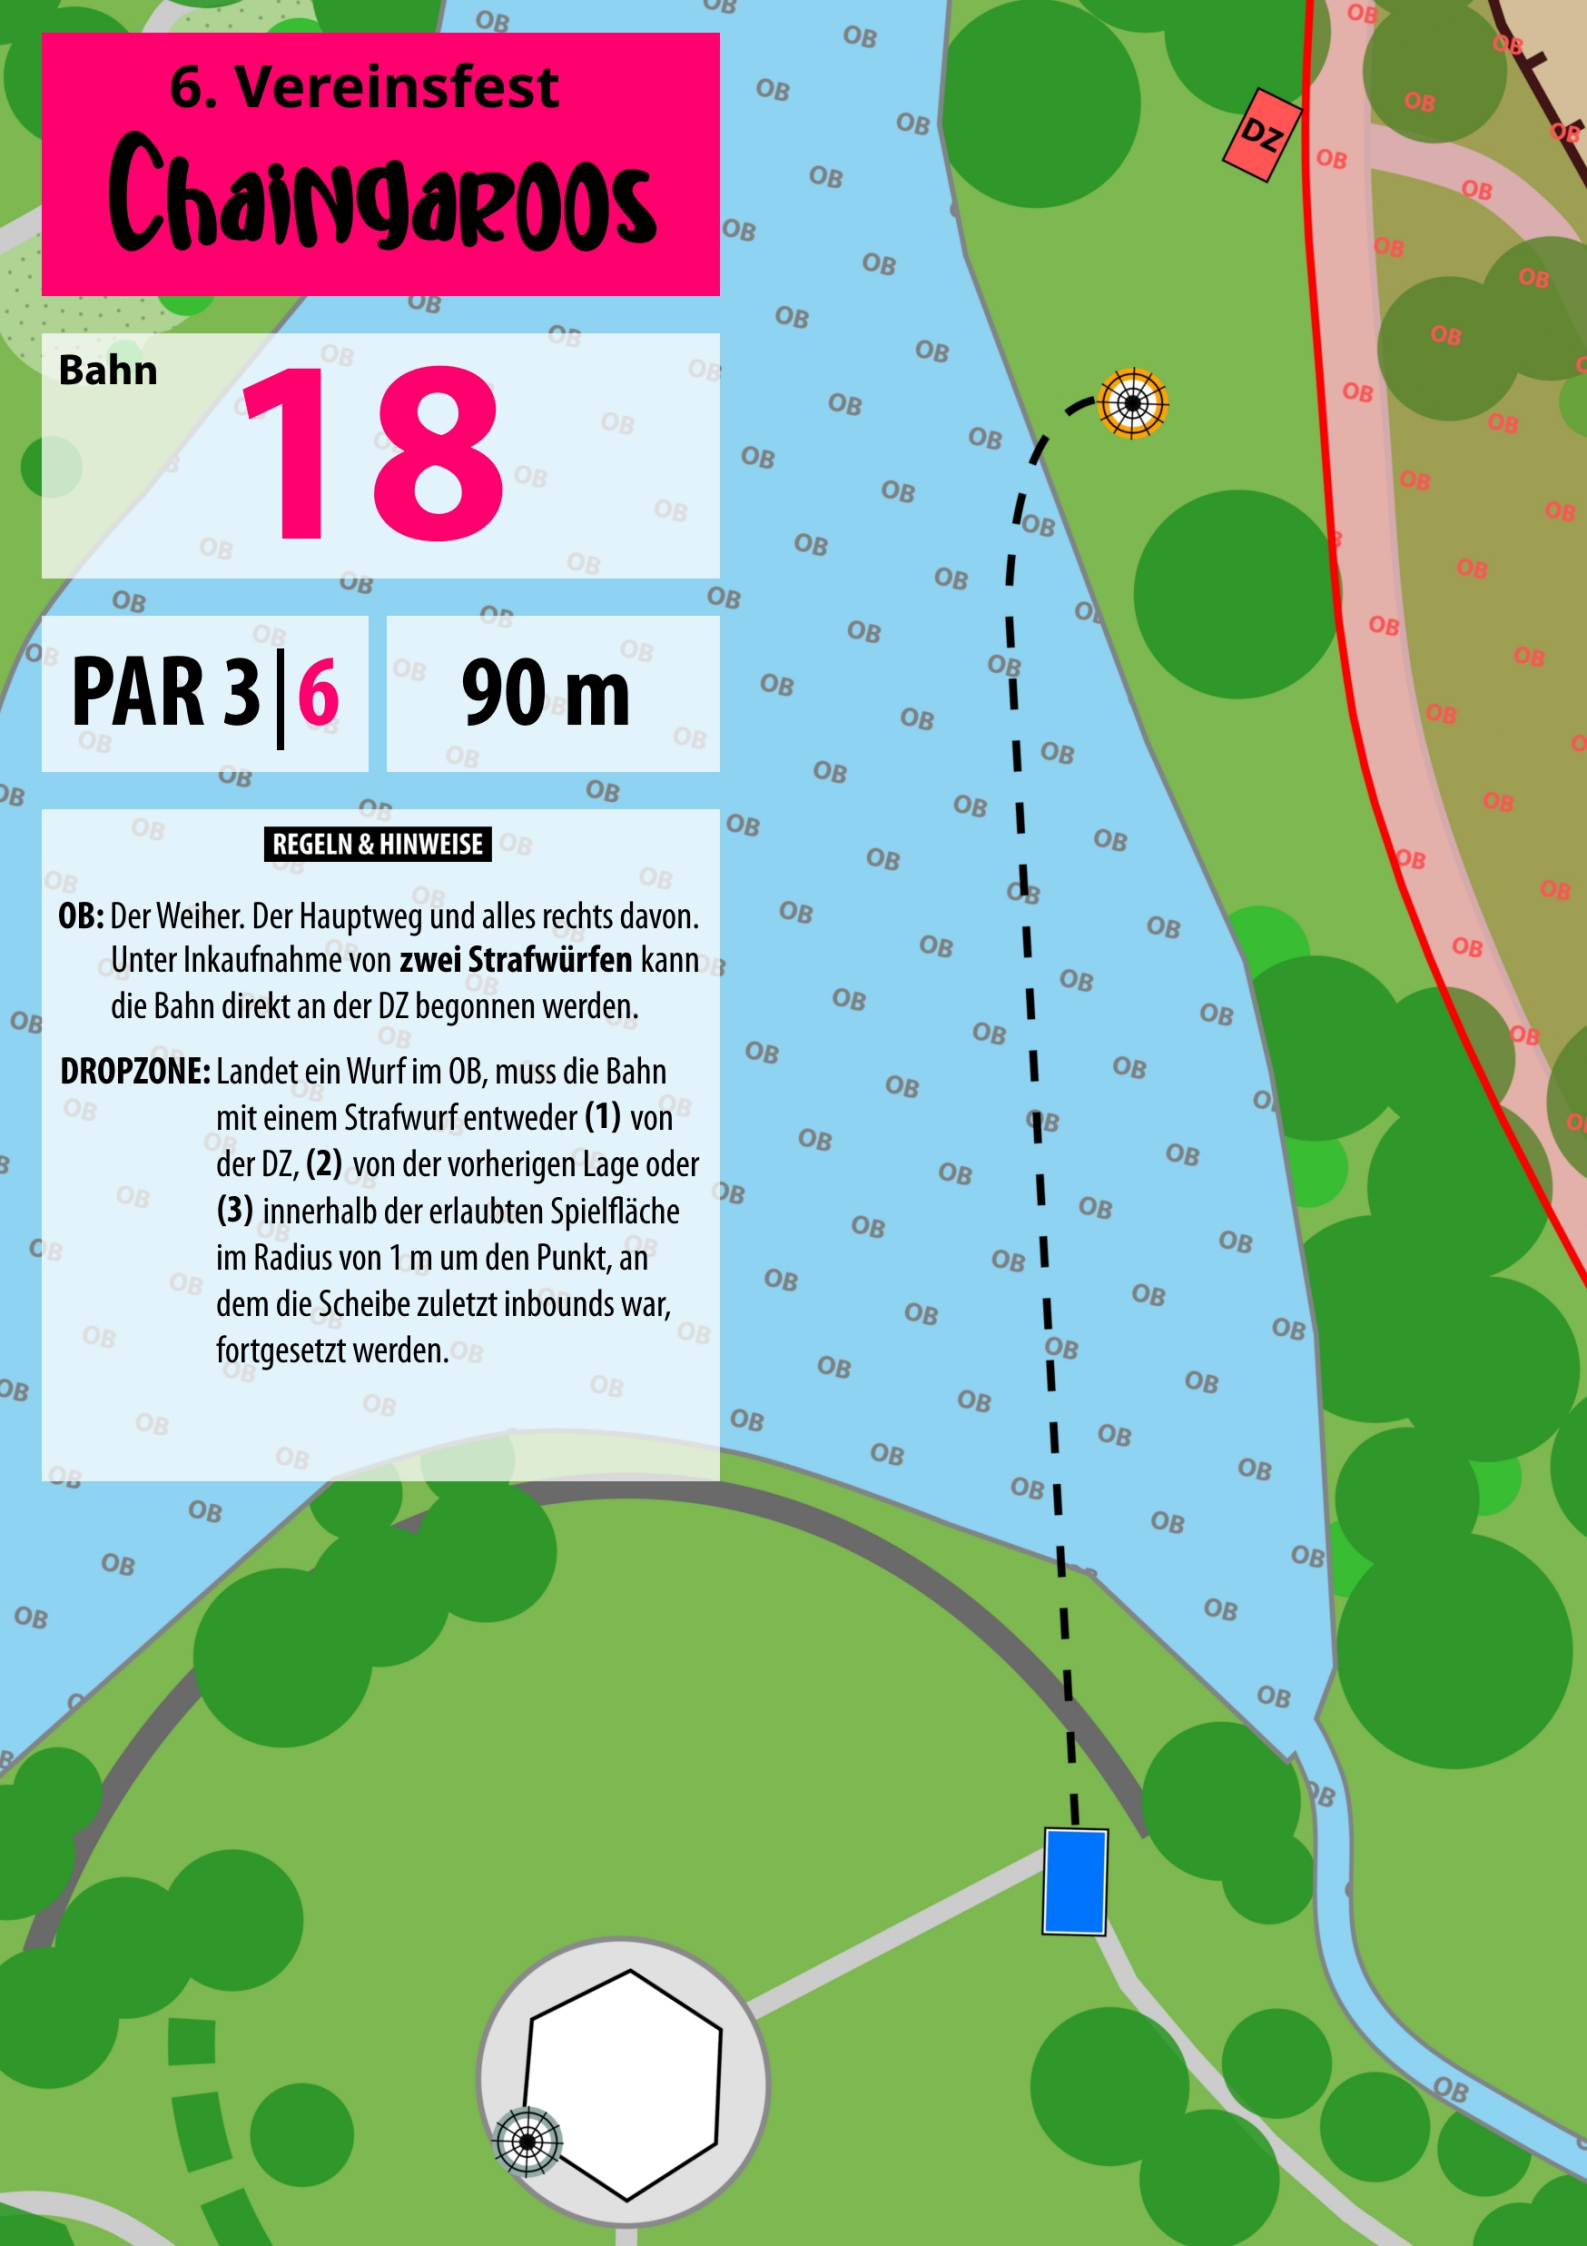 6. Vereinsfest
Chaingaroos
Bahn
18
PAR 3|6
90 m
REGELN & HINWEISE
OB: Der Weiher. Der Hauptweg und alles rechts davon.
Unter Inkaufnahme von zwei Strafwürfen kann
die Bahn direkt an der DZ begonnen werden.
DROPZONE: Landet ein Wurf im OB, muss die Bahn
mit einem Strafwurf entweder (1) von
der DZ, (2) von der vorherigen Lage oder
(3) innerhalb der erlaubten Spielfläche
im Radius von 1 m um den Punkt, an
dem die Scheibe zuletzt inbounds war,
fortgesetzt werden.
DZ
OB